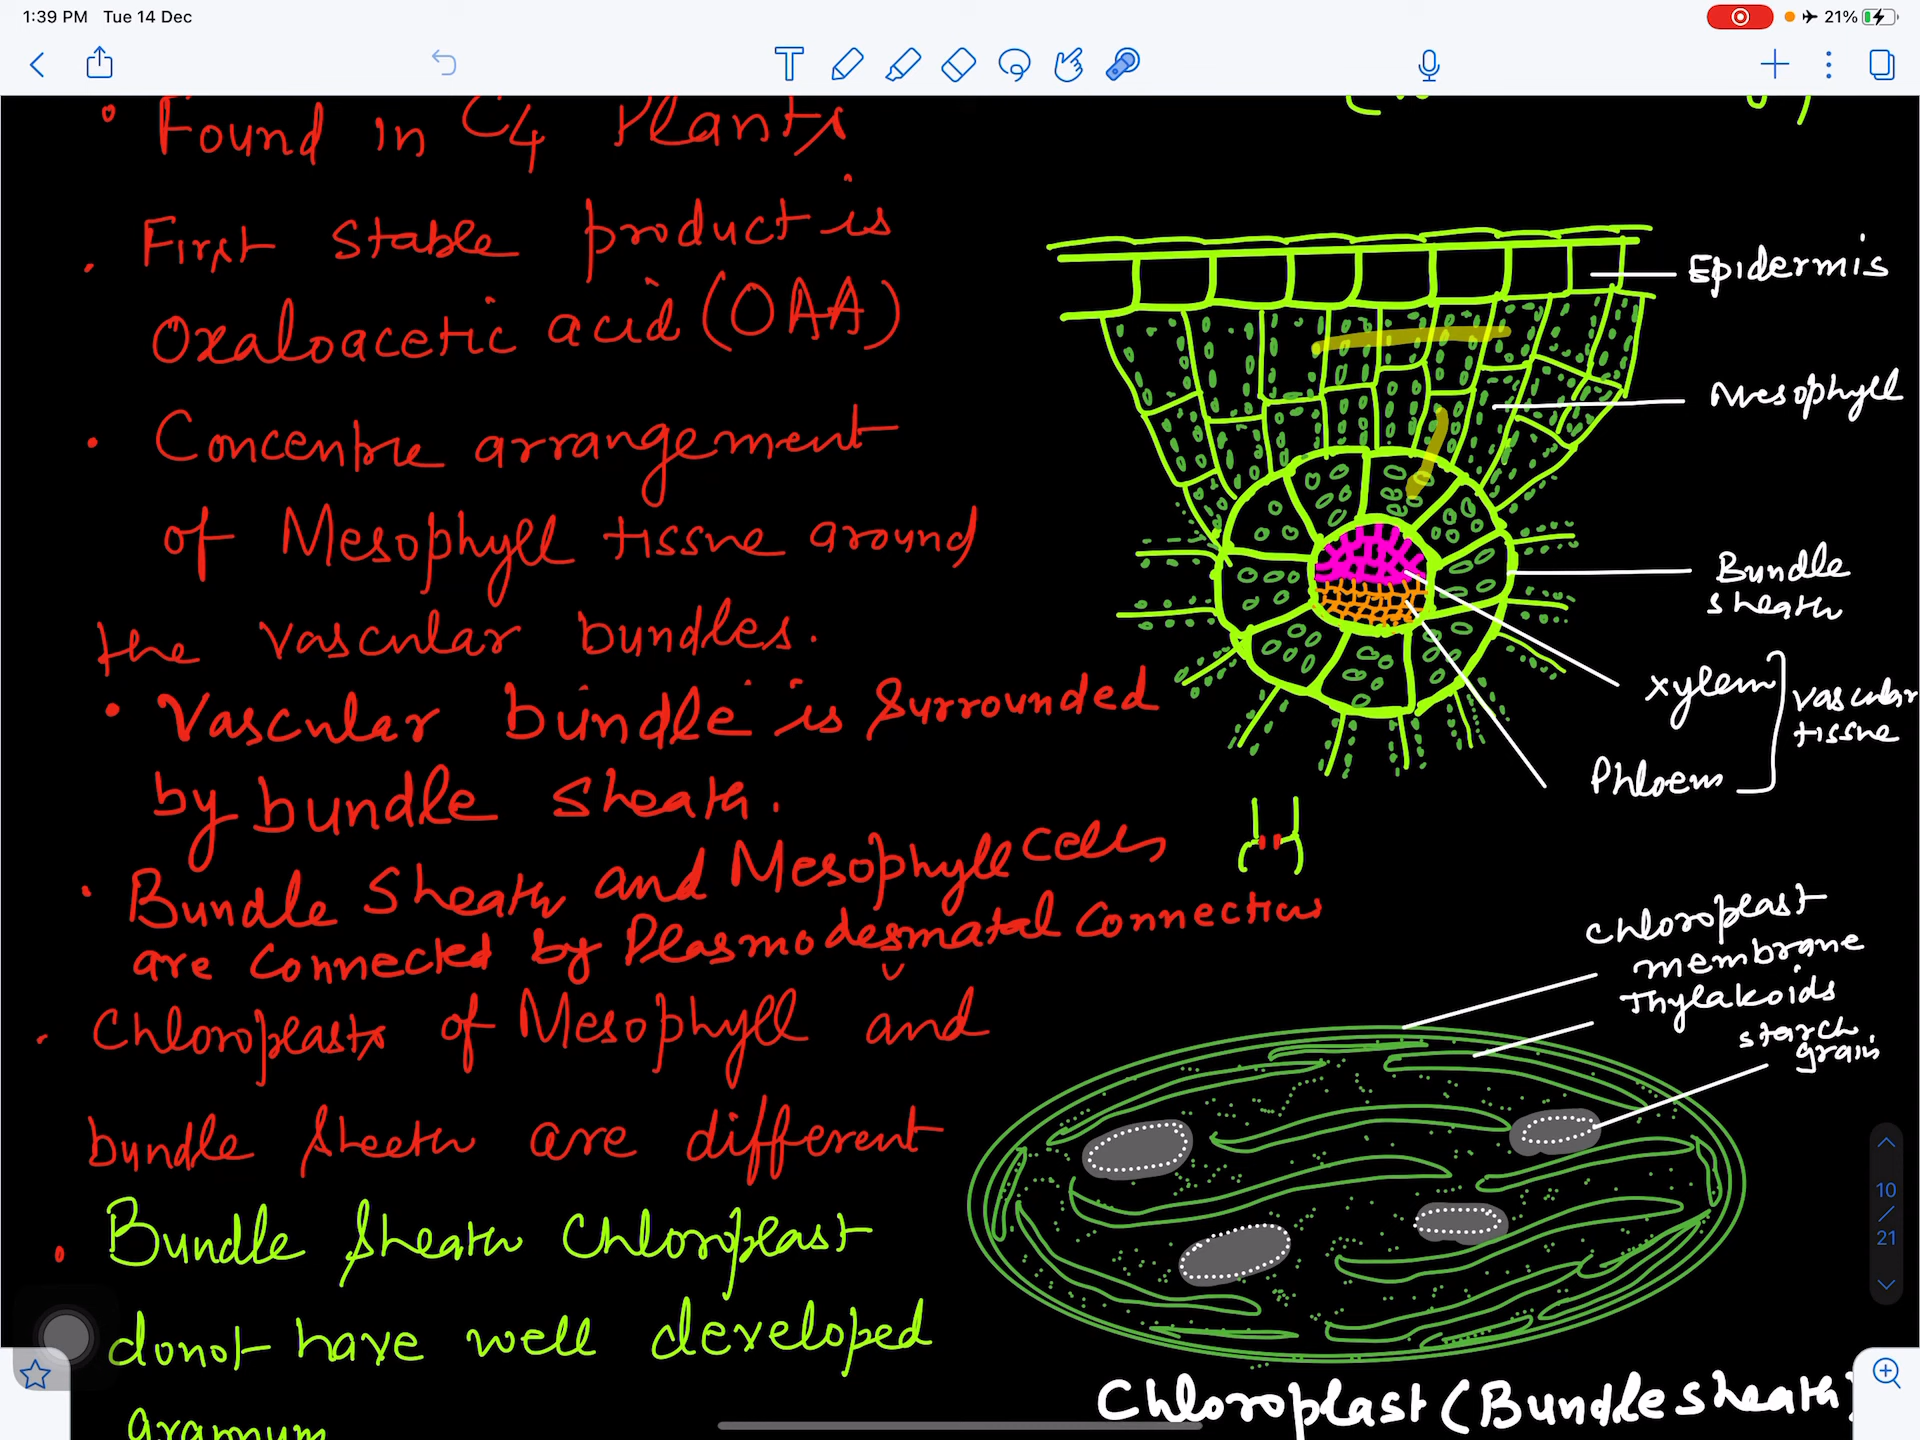 1:39 PM Tue 14 Dec
21%
Found in C4 Plants
First stable product is
Oxaloacetic acid (OAA)
Concentric arrangement
of Mesophyll tissue around
the vascular bundles.
Vascular bundle is surrounded
by bundle sheath.
Bundle Sheath and Mesophyll cells
are connected by Plasmodesmatal connections
Chloroplasts of Mesophyll and
bundle sheeth are different
Bundle sheath chloroplast
donot have well developed
granum
Epidermis
Mesophyll
Bundle
sheath
xylem
vascular
tissue
Phloem
chloroplast
membrane
Thylakoids
starch
grain
Chloroplast (Bundle sheath)
10
/
21